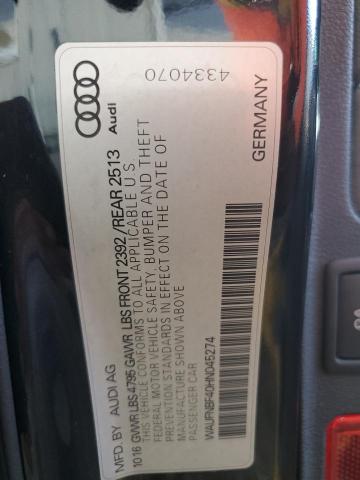 MFD. BY AUDI AG
1016 GVWR LBS 4795 GAWR LBS FRONT 2392/REAR 2513
THIS VEHICLE CONFORMS TO ALL APPLICABLE U S
FEDERAL MOTOR VEHICLE SAFETY, BUMPER AND THEFT
PREVENTION STANDARDS IN EFFECT ON THE DATE OF
MANUFACTURE SHOWN ABOVE
PASSENGER CAR
WAUFNBF40HN045274
GERMANY
Audi
4334070